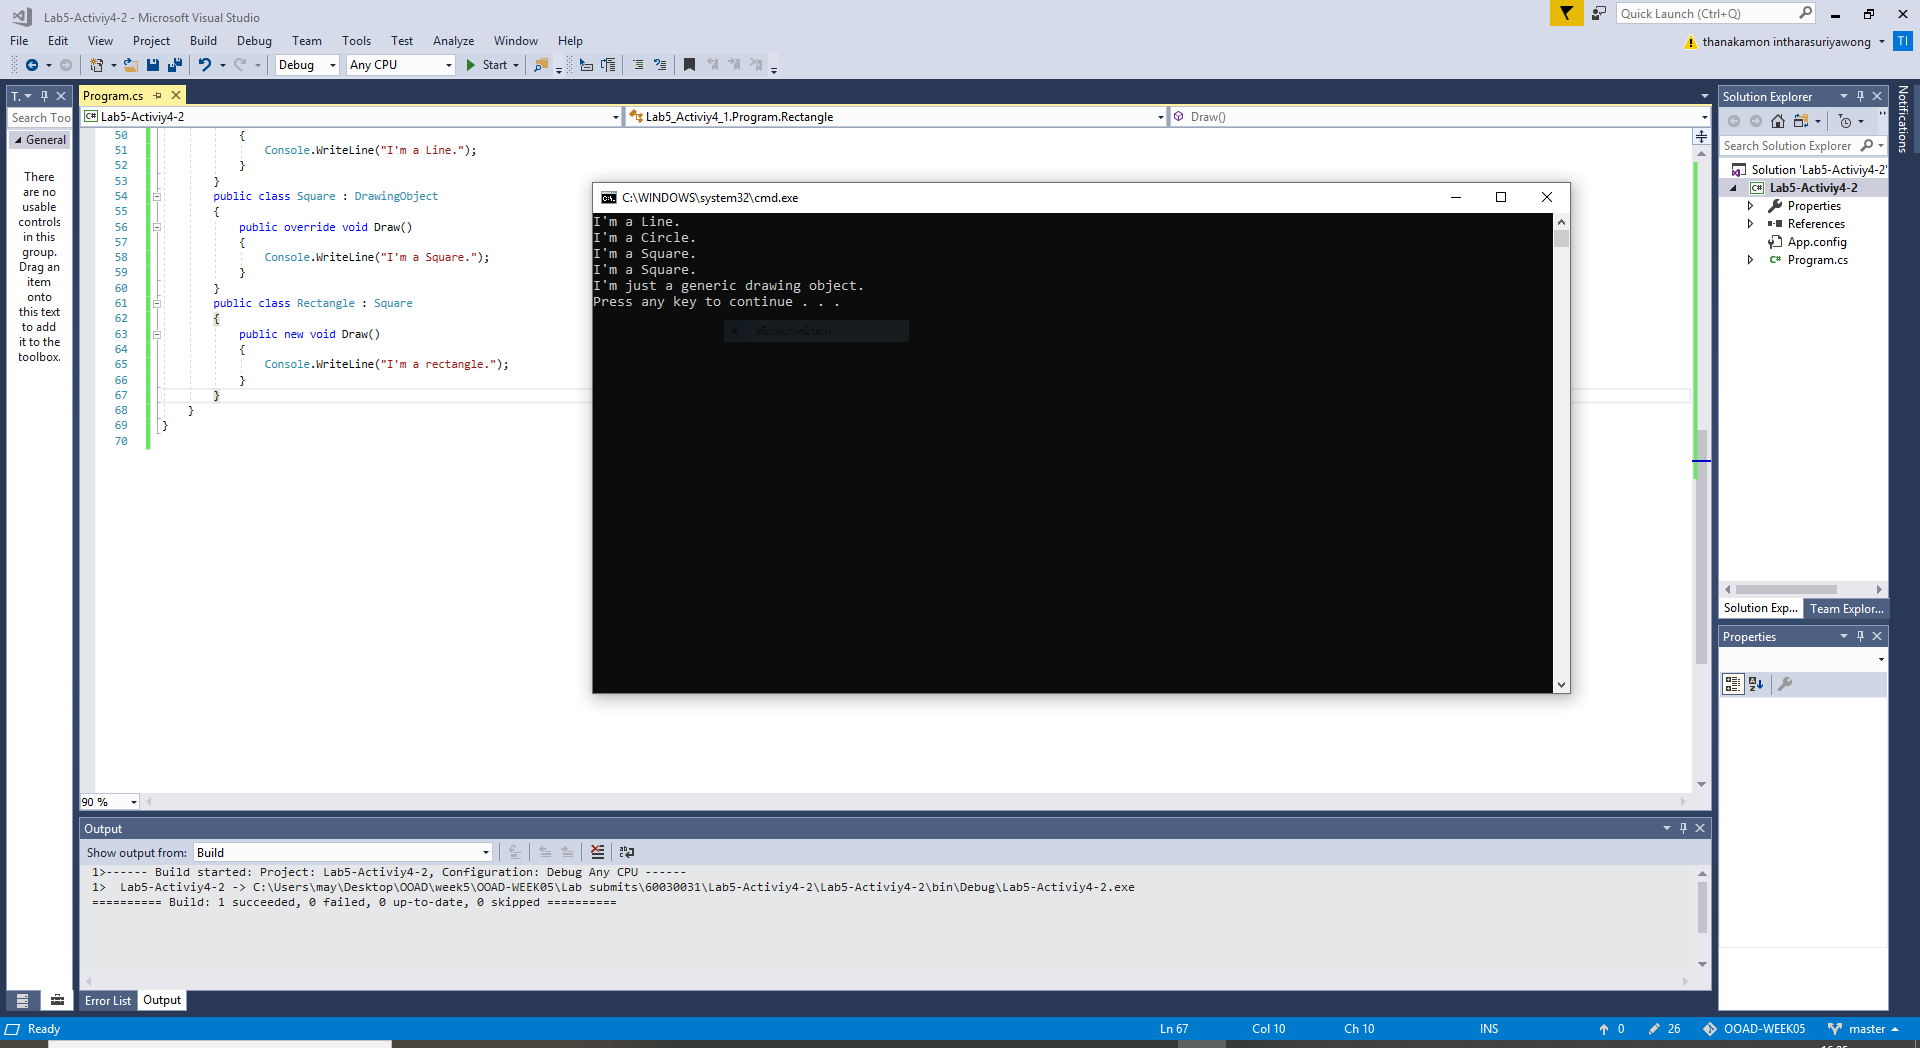 Lab5-Activiy4-2 - Microsoft Visual Studio
Quick Launch (Ctrl+Q)
File Edit View Project Build Debug Team Tools Test Analyze Window Help
thanakamon intharasuriyawong
TI
Debug Any CPU Start
T.
Program.cs
Solution Explorer
Notifications
Search Too
C# Lab5-Activiy4-2
Lab5_Activiy4_1.Program.Rectangle
Draw()
General
There
are no
usable
controls
in this
group.
Drag an
item
onto
this text
to add
it to the
toolbox.
50 {
51 Console.WriteLine("I'm a Line.");
52 }
53 }
54 public class Square : DrawingObject
55 {
56 public override void Draw()
57 {
58 Console.WriteLine("I'm a Square.");
59 }
60 }
61 public class Rectangle : Square
62 {
63 public new void Draw()
64 {
65 Console.WriteLine("I'm a rectangle.");
66 }
67 }
68 }
69 }
70
C:\WINDOWS\system32\cmd.exe
I'm a Line.
I'm a Circle.
I'm a Square.
I'm a Square.
I'm just a generic drawing object.
Press any key to continue . . .
Search Solution Explorer
Solution 'Lab5-Activiy4-2'
C# Lab5-Activiy4-2
Properties
References
App.config
C# Program.cs
Solution Exp... Team Explor...
Properties
90 %
Output
Show output from: Build
1>------ Build started: Project: Lab5-Activiy4-2, Configuration: Debug Any CPU ------
1> Lab5-Activiy4-2 -> C:\Users\may\Desktop\OOAD\week5\OOAD-WEEK05\Lab submits\60030031\Lab5-Activiy4-2\Lab5-Activiy4-2\bin\Debug\Lab5-Activiy4-2.exe
========== Build: 1 succeeded, 0 failed, 0 up-to-date, 0 skipped ==========
Error List Output
Ready Ln 67 Col 10 Ch 10 INS 0 26 OOAD-WEEK05 master